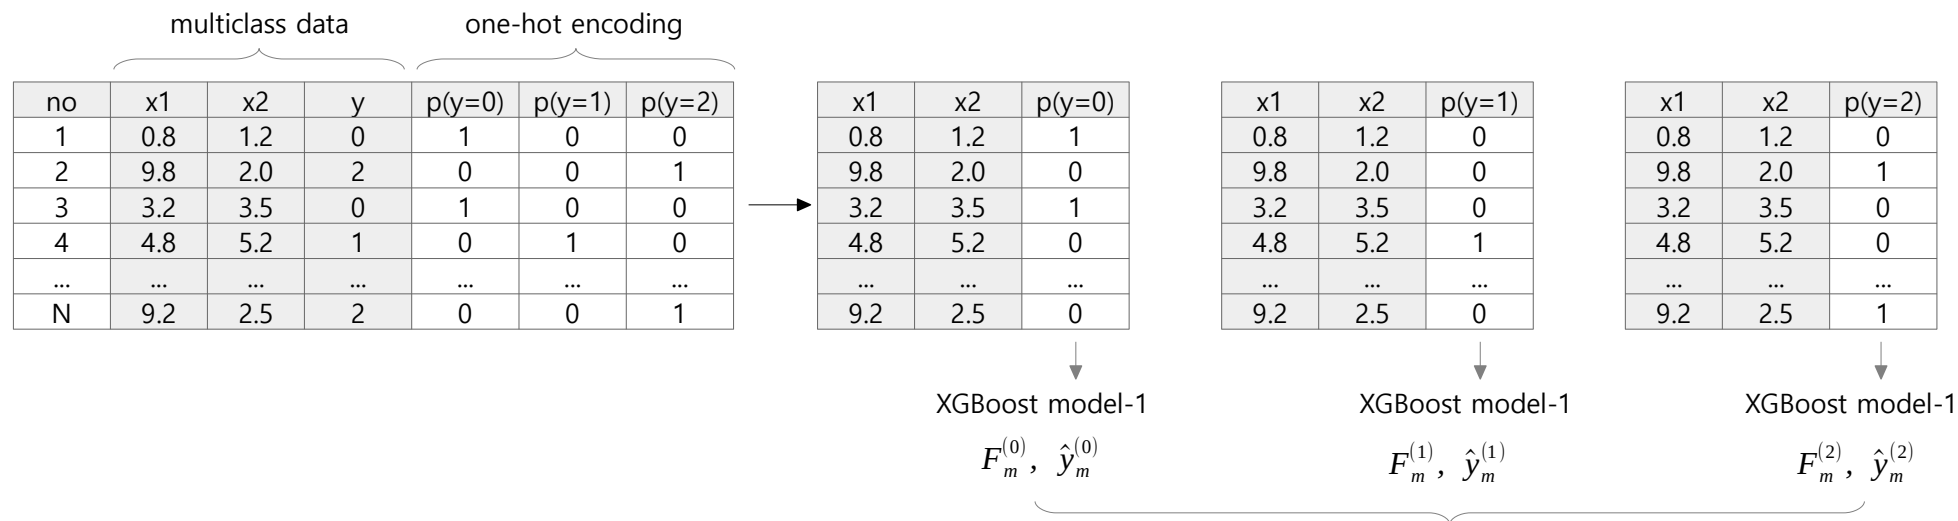 multiclass data one-hot encoding
no x1 x2 y p(y=0) p(y=1) p(y=2)
1 0.8 1.2 0 1 0 0
2 9.8 2.0 2 0 0 1
3 3.2 3.5 0 1 0 0
4 4.8 5.2 1 0 1 0
... ... ... ... ... ... ...
N 9.2 2.5 2 0 0 1
x1 x2 p(y=0)
0.8 1.2 1
9.8 2.0 0
3.2 3.5 1
4.8 5.2 0
... ... ...
9.2 2.5 0
XGBoost model-1
F_m^{(0)}, ŷ_m^{(0)}
x1 x2 p(y=1)
0.8 1.2 0
9.8 2.0 0
3.2 3.5 0
4.8 5.2 1
... ... ...
9.2 2.5 0
XGBoost model-1
F_m^{(1)}, ŷ_m^{(1)}
x1 x2 p(y=2)
0.8 1.2 0
9.8 2.0 1
3.2 3.5 0
4.8 5.2 0
... ... ...
9.2 2.5 1
XGBoost model-1
F_m^{(2)}, ŷ_m^{(2)}